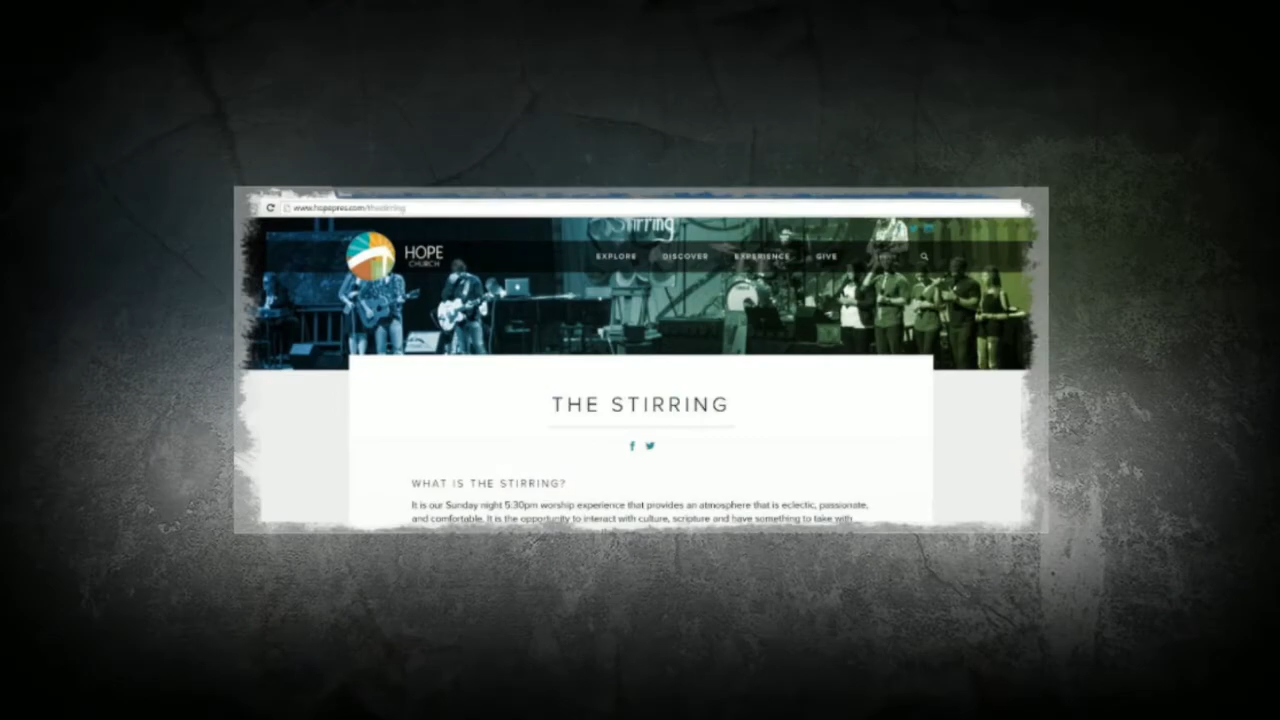 www.hopepres.com/thestirring
Stirring
HOPE
CHURCH
EXPLORE DISCOVER EXPERIENCE GIVE
THE STIRRING
WHAT IS THE STIRRING?
It is our Sunday night 5:30pm worship experience that provides an atmosphere that is eclectic, passionate,
and comfortable. It is the opportunity to interact with culture, scripture and have something to take with